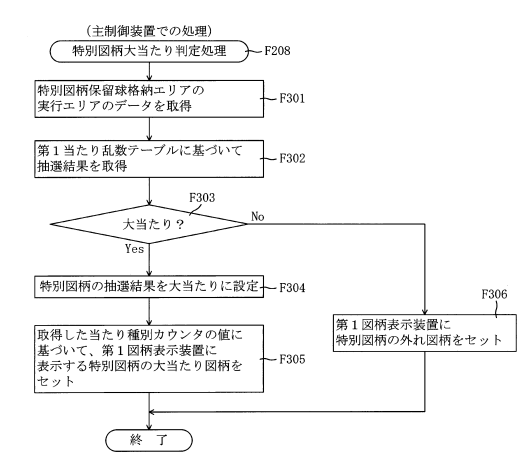 (主制御装置での処理)
特別図柄大当たり判定処理
F208
特別図柄保留球格納エリアの
実行エリアのデータを取得
F301
第1当たり乱数テーブルに基づいて
抽選結果を取得
F302
F303
大当たり?
No
Yes
特別図柄の抽選結果を大当たりに設定
F304
F306
第1図柄表示装置に
特別図柄の外れ図柄をセット
取得した当たり種別カウンタの値に
基づいて、第1図柄表示装置に
表示する特別図柄の大当たり図柄を
セット
F305
終 了